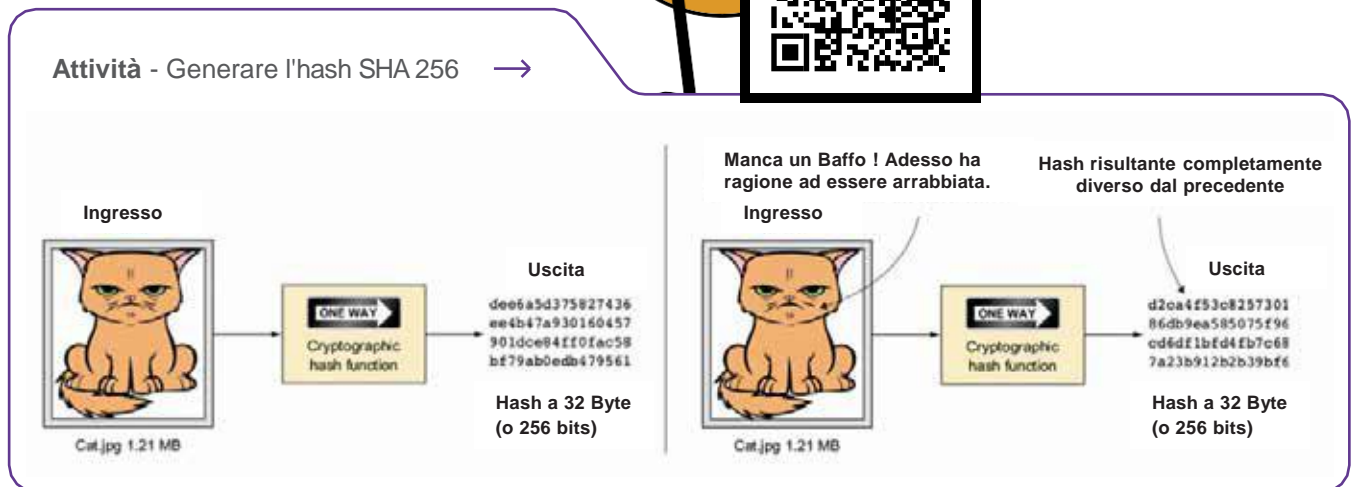 Attività - Generare l'hash SHA 256
Ingresso
ONE WAY
Cryptographic
hash function
Uscita
dee6a5d375827436
ee4b47a930160457
901dce84ff0fac58
bf79ab0edb479561
Hash a 32 Byte
(o 256 bits)
Cat.jpg 1.21 MB
Manca un Baffo ! Adesso ha
ragione ad essere arrabbiata.
Hash risultante completamente
diverso dal precedente
Ingresso
ONE WAY
Cryptographic
hash function
Uscita
d2ca4f53c8257301
86db9ea585075f96
cd6df1bfd4fb7c68
7a23b912b2b39bf6
Hash a 32 Byte
(o 256 bits)
Cat.jpg 1.21 MB